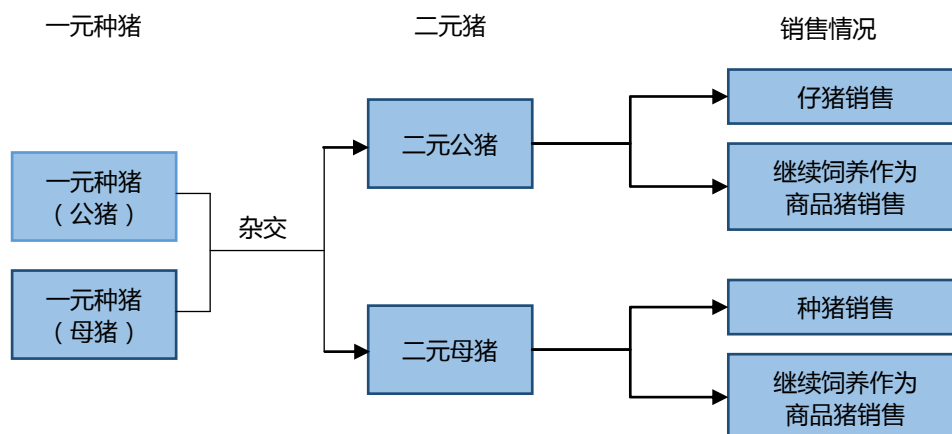 一元种猪
二元猪
销售情况
一元种猪
（公猪）
一元种猪
（母猪）
杂交
二元公猪
二元母猪
仔猪销售
继续饲养作为
商品猪销售
种猪销售
继续饲养作为
商品猪销售